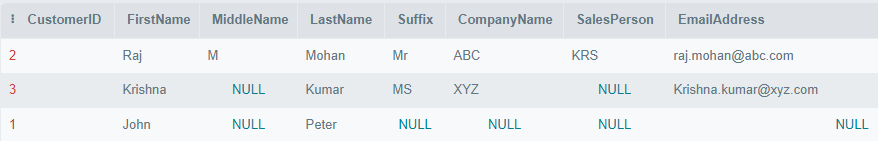 CustomerID FirstName MiddleName LastName Suffix CompanyName SalesPerson EmailAddress
2 Raj M Mohan Mr ABC KRS raj.mohan@abc.com
3 Krishna NULL Kumar MS XYZ NULL Krishna.kumar@xyz.com
1 John NULL Peter NULL NULL NULL NULL